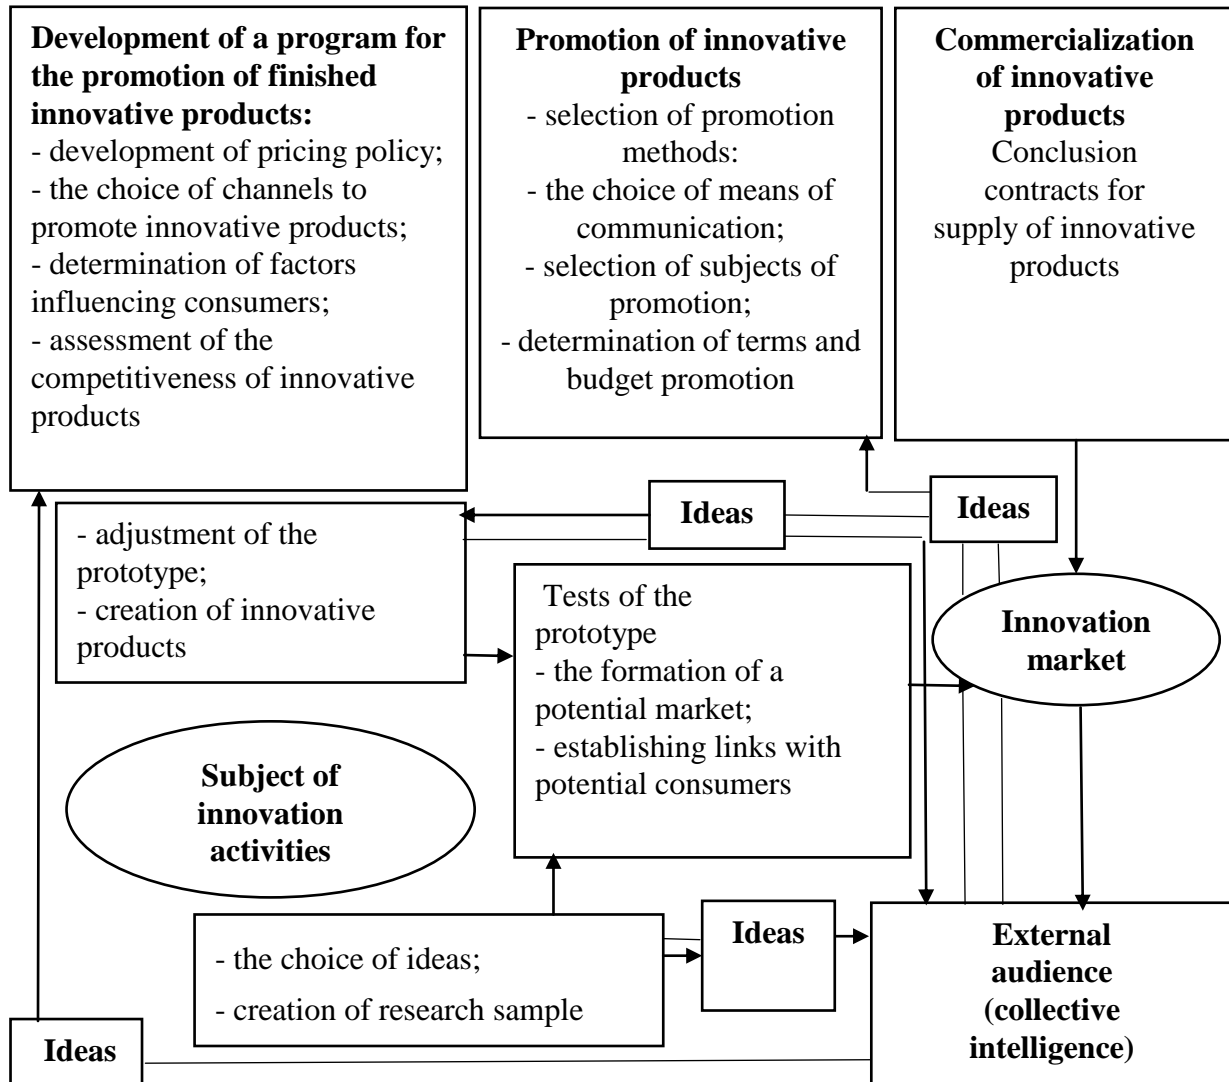 Development of a program for
the promotion of finished
innovative products:
- development of pricing policy;
- the choice of channels to
promote innovative products;
- determination of factors
influencing consumers;
- assessment of the
competitiveness of innovative
products
Promotion of innovative
products
- selection of promotion
methods:
- the choice of means of
communication;
- selection of subjects of
promotion;
- determination of terms and
budget promotion
Commercialization
of innovative
products
Conclusion
contracts for
supply of innovative
products
Ideas
Ideas
- adjustment of the
prototype;
- creation of innovative
products
Tests of the
prototype
- the formation of a
potential market;
- establishing links with
potential consumers
Innovation
market
Subject of
innovation
activities
- the choice of ideas;
- creation of research sample
Ideas
External
audience
(collective
intelligence)
Ideas